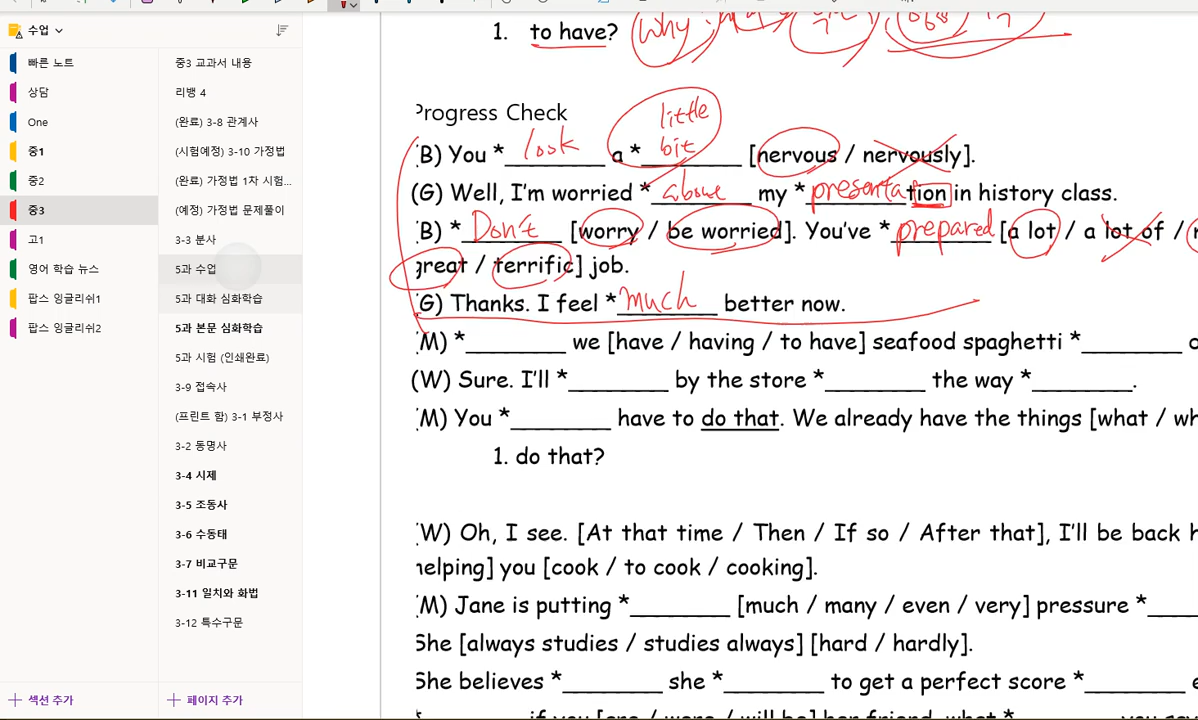 수업
빠른 노트
상담
One
중1
중2
중3
고1
영어 학습 뉴스
팝스 잉글리쉬1
팝스 잉글리쉬2
섹션 추가
중3 교과서 내용
리뱅 4
(완료) 3-8 관계사
(시험예정) 3-10 가정법
(완료) 가정법 1차 시험...
(예정) 가정법 문제풀이
3-3 분사
5과 수업
5과 대화 심화학습
5과 본문 심화학습
5과 시험 (인쇄완료)
3-9 접속사
(프린트 함) 3-1 부정사
3-2 동명사
3-4 시제
3-5 조동사
3-6 수동태
3-7 비교구문
3-11 일치와 화법
3-12 특수구문
페이지 추가
1. to have? why
Progress Check
little
B) You *look a *bit [nervous / nervously].
(G) Well, I'm worried *about my *presentation in history class.
B) *Don't [worry / be worried]. You've *prepared [a lot / a lot of /
great / terrific] job.
G) Thanks. I feel *much better now.
M) *________ we [have / having / to have] seafood spaghetti *________
(W) Sure. I'll *________ by the store *________ the way *________.
M) You *________ have to do that. We already have the things [what /
1. do that?
W) Oh, I see. [At that time / Then / If so / After that], I'll be back
helping] you [cook / to cook / cooking].
M) Jane is putting *________ [much / many / even / very] pressure *
She [always studies / studies always] [hard / hardly].
She believes *________ she *________ to get a perfect score *________